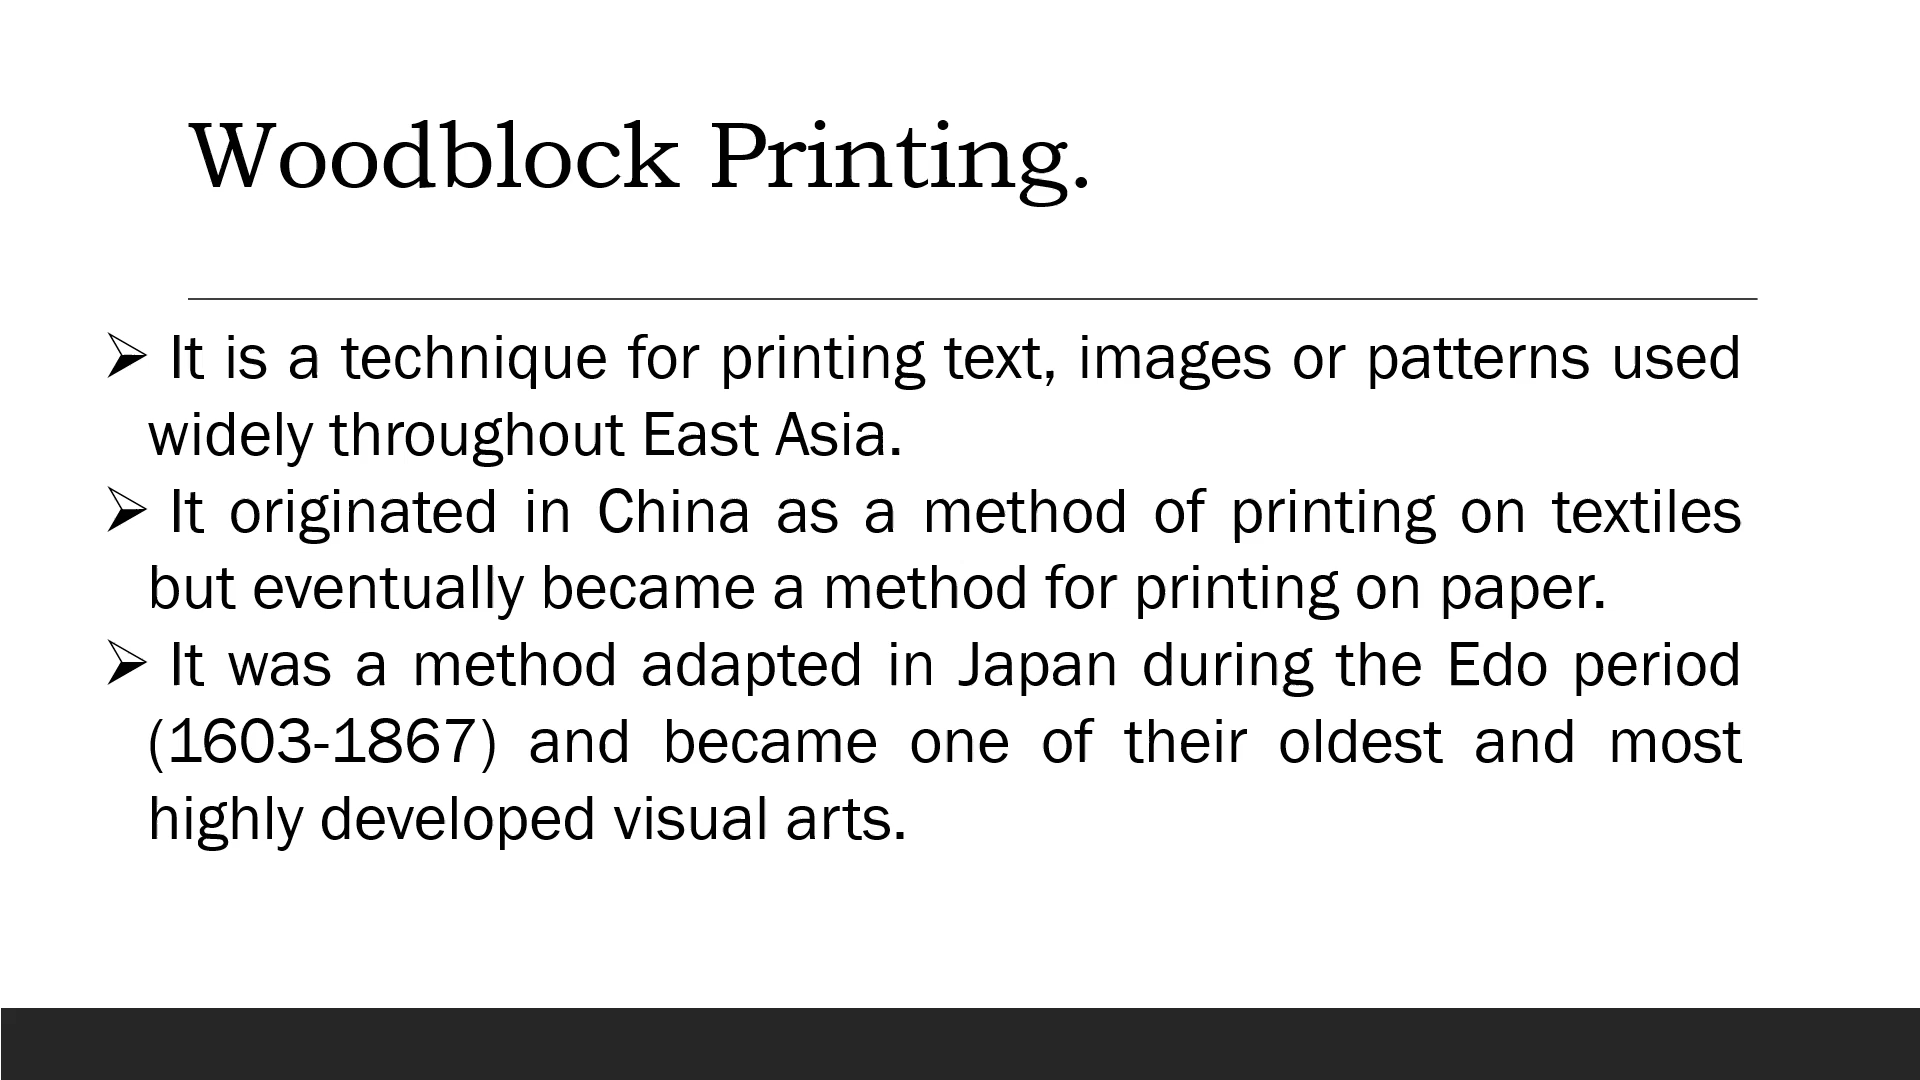 Woodblock Printing.
➢ It is a technique for printing text, images or patterns used
widely throughout East Asia.
➢ It originated in China as a method of printing on textiles
but eventually became a method for printing on paper.
➢ It was a method adapted in Japan during the Edo period
(1603-1867) and became one of their oldest and most
highly developed visual arts.